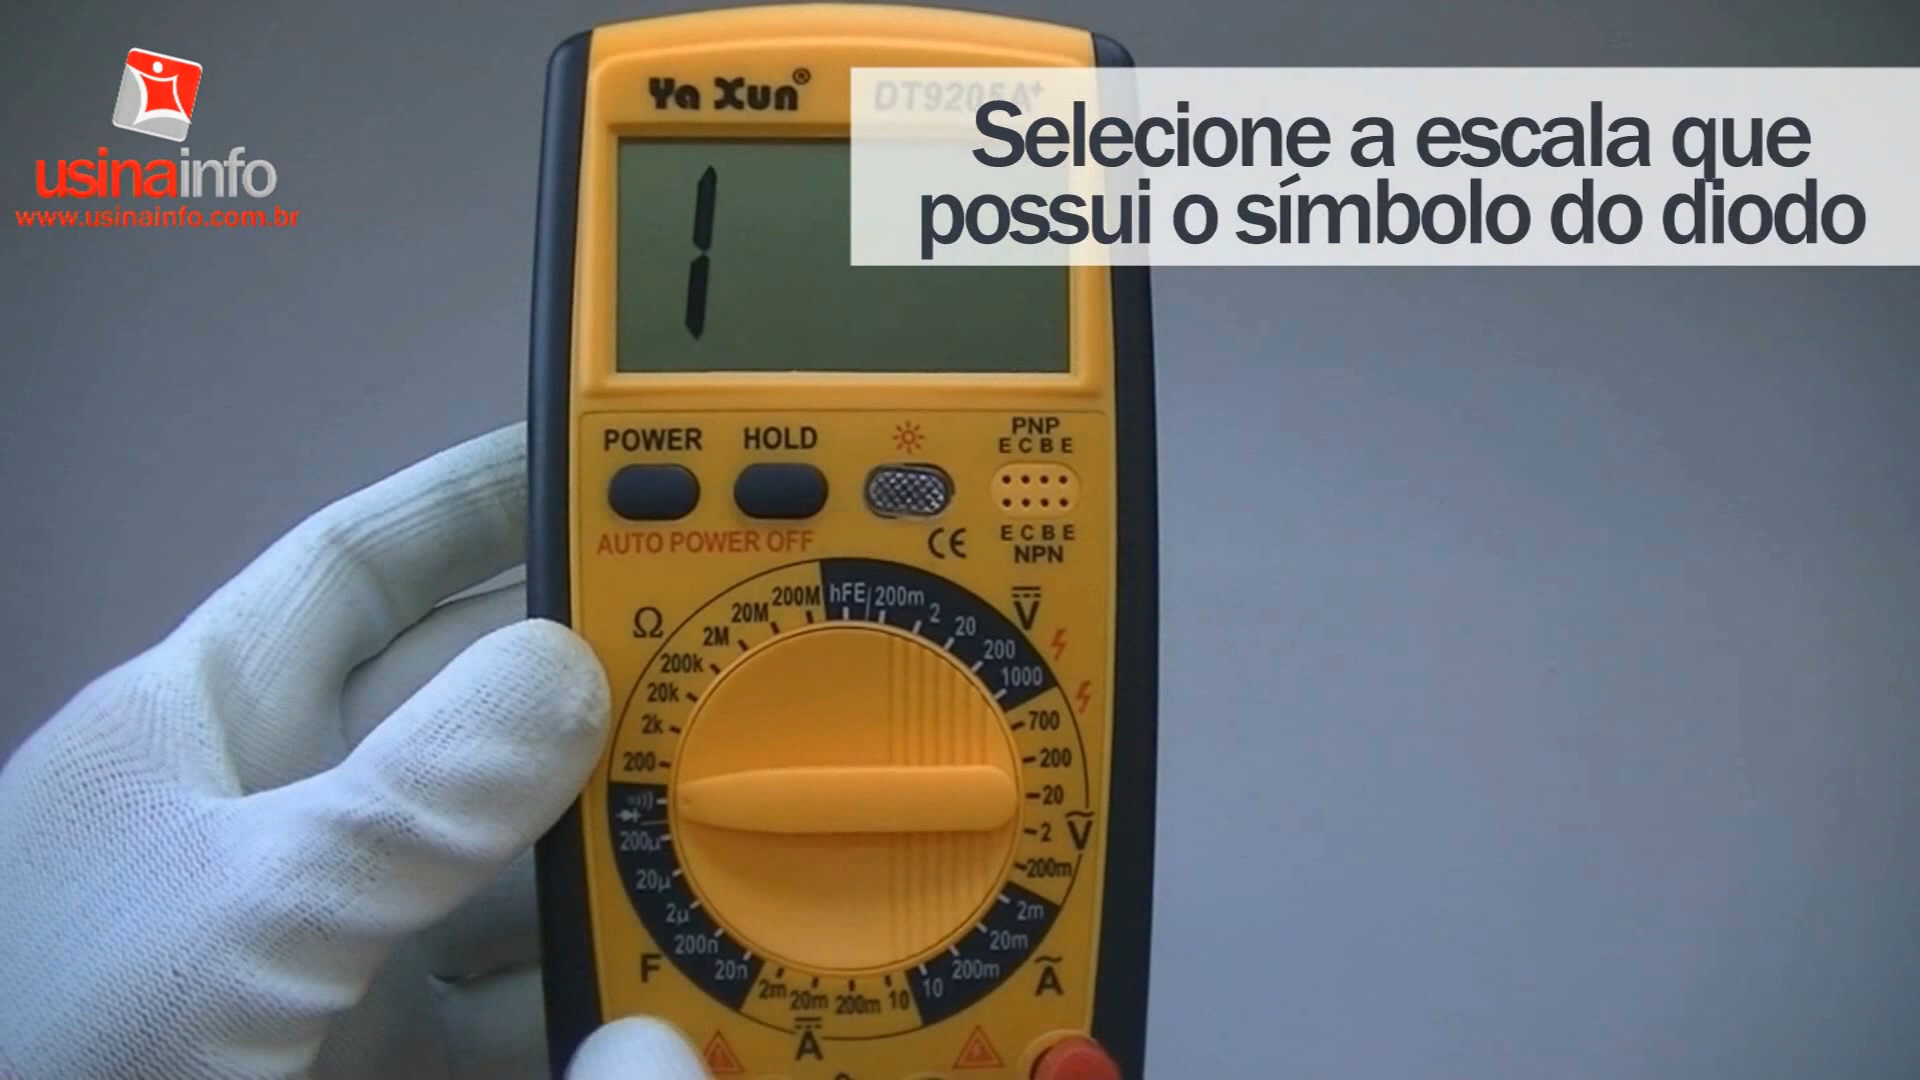 usinainfo
www.usinainfo.com.br
Ya Xun®
DT9205A+
Selecione a escala que
possui o símbolo do diodo
1
POWER
HOLD
PNP
E C B E
AUTO POWER OFF
CE
E C B E
NPN
Ω
200M
20M
2M
200k
20k
2k
200
hFE
200m
2
20
200
1000
V
700
200
20
2
200m
V
200µ
20µ
2µ
200n
20n
F
2m
20m
200m
10
A
2m
20m
200m
10
A